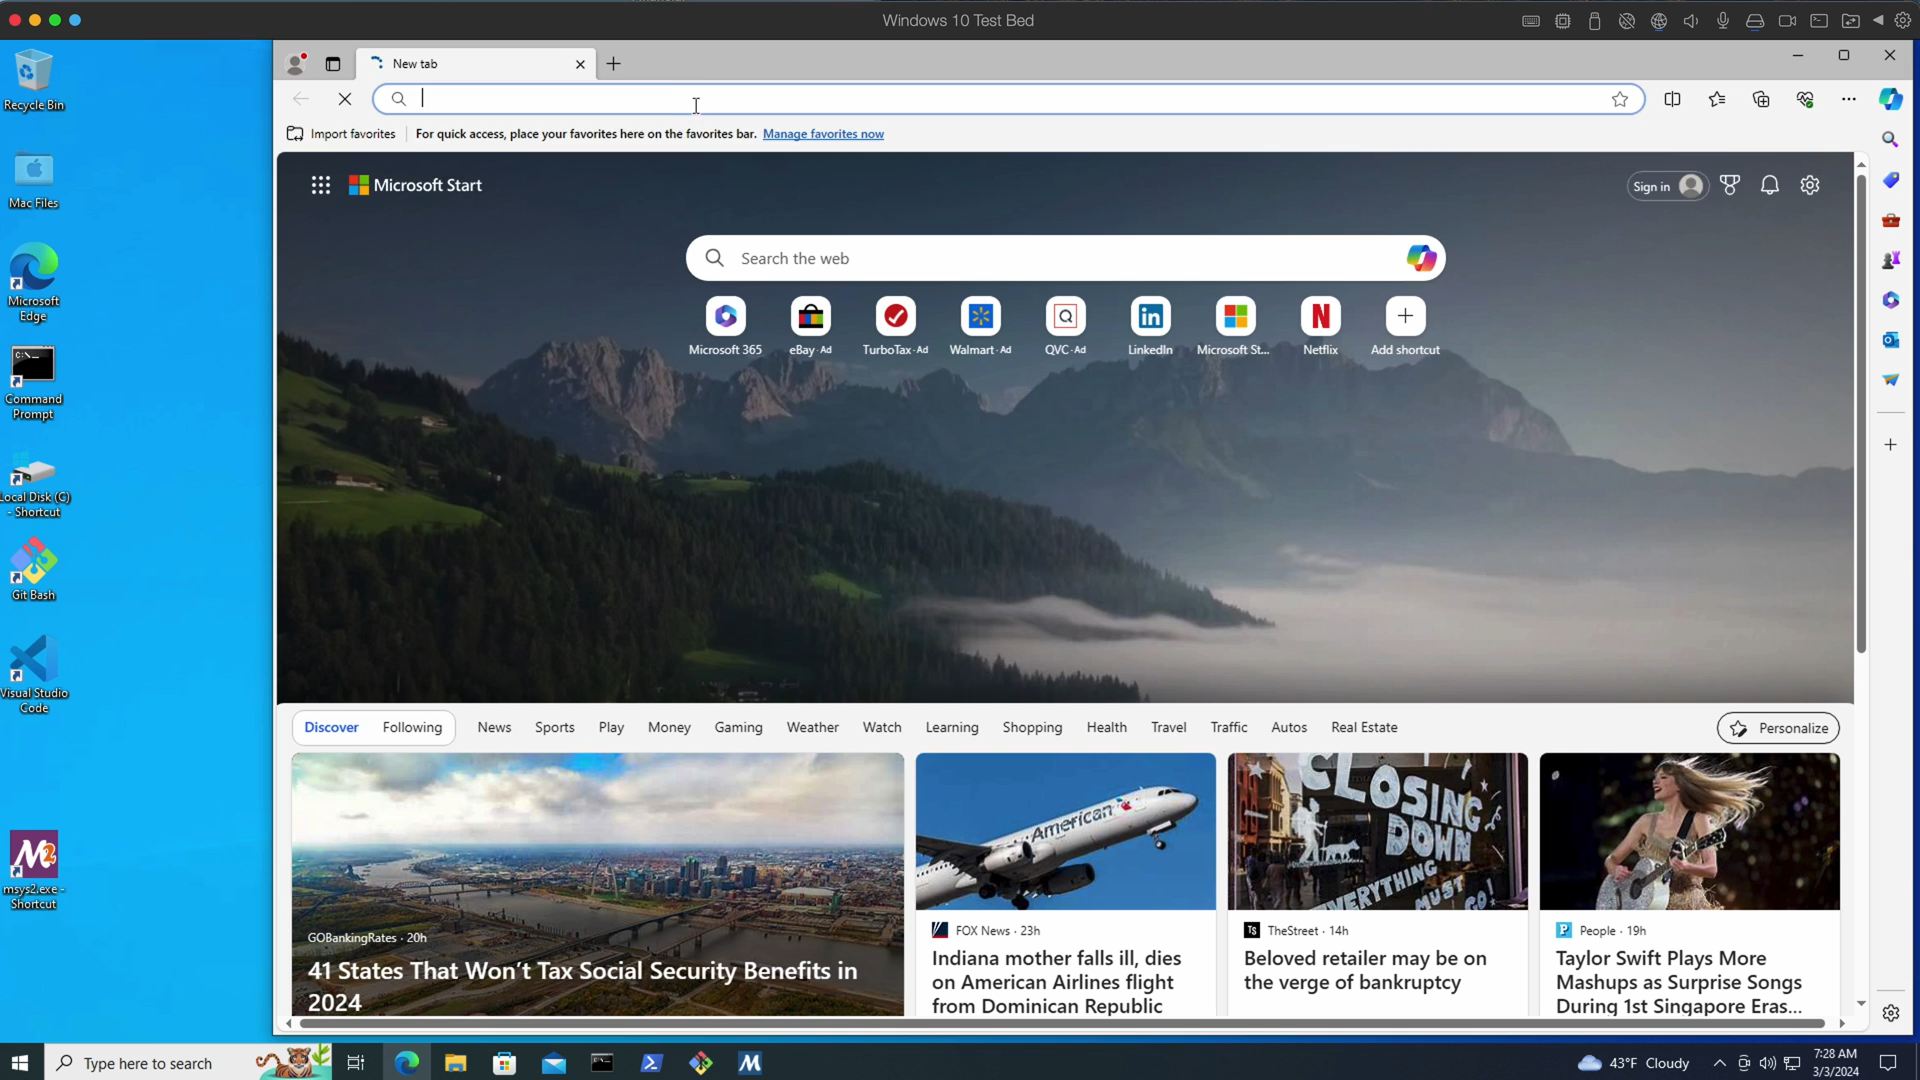 Windows 10 Test Bed
New tab
Import favorites
For quick access, place your favorites here on the favorites bar. Manage favorites now
Recycle Bin
Mac Files
Microsoft
Edge
C:\_
Command
Prompt
Local Disk (C)
- Shortcut
Git Bash
Visual Studio
Code
msys2.exe -
Shortcut
Microsoft Start
Sign in
Search the web
Microsoft 365
eBay · Ad
TurboTax · Ad
Walmart · Ad
QVC · Ad
LinkedIn
Microsoft St...
Netflix
Add shortcut
Discover
Following
News
Sports
Play
Money
Gaming
Weather
Watch
Learning
Shopping
Health
Travel
Traffic
Autos
Real Estate
Personalize
GOBankingRates · 20h
41 States That Won't Tax Social Security Benefits in
2024
American
FOX News · 23h
Indiana mother falls ill, dies
on American Airlines flight
from Dominican Republic
CLOSING
DOWN
EVERYTHING
MUST
GO!
TS TheStreet · 14h
Beloved retailer may be on
the verge of bankruptcy
P People · 19h
Taylor Swift Plays More
Mashups as Surprise Songs
During 1st Singapore Eras...
Type here to search
43°F Cloudy
7:28 AM
3/3/2024